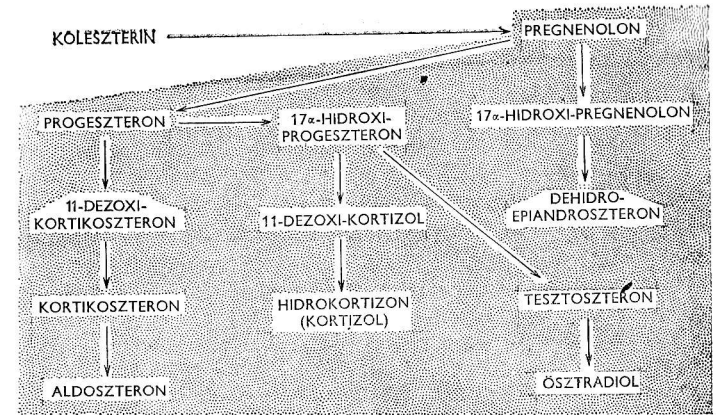 KOLESZTERIN
PREGNENOLON
PROGESZTERON
17α-HIDROXI-
PROGESZTERON
17α-HIDROXI-PREGNENOLON
11-DEZOXI-
KORTIKOSZTERON
11-DEZOXI-KORTIZOL
DEHIDRO-
EPIANDROSZTERON
KORTIKOSZTERON
HIDROKORTIZON
(KORTIZOL)
TESZTOSZTERON
ALDOSZTERON
ÖSZTRADIOL